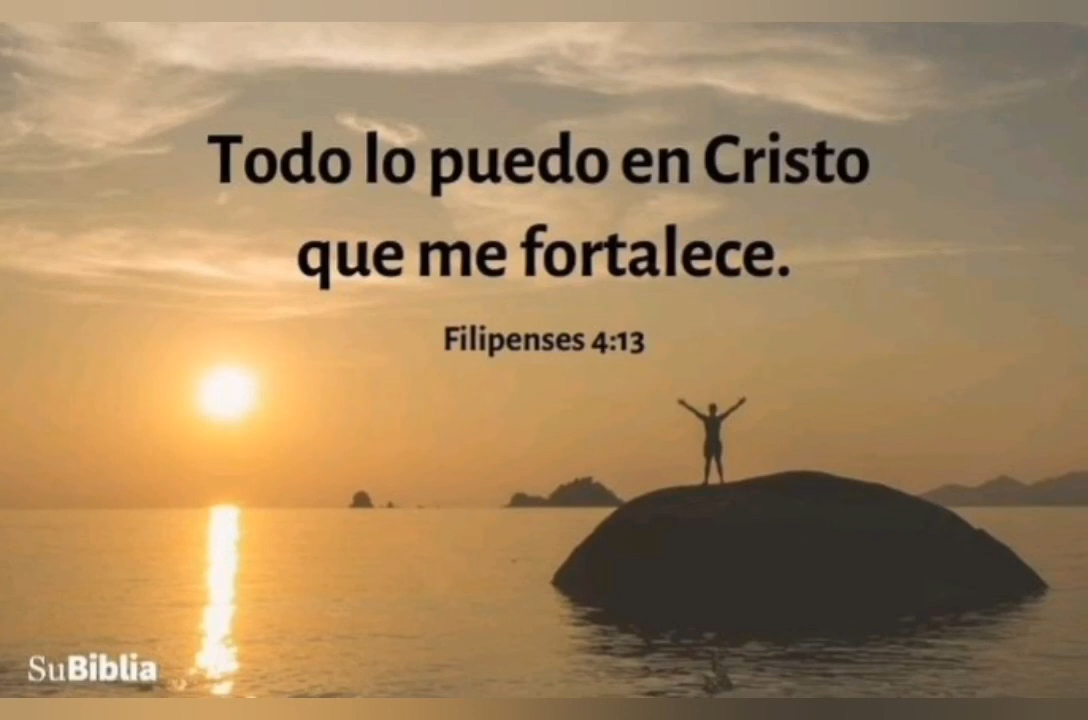 Todo lo puedo en Cristo
que me fortalece.
Filipenses 4:13
SuBiblia